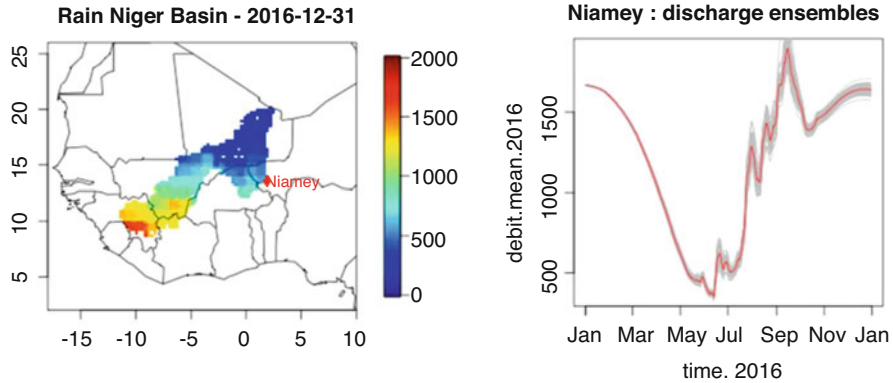 Rain Niger Basin - 2016-12-31
25
20
15
10
5
-15 -10 -5 0 5 10
Niamey
2000
1500
1000
500
0
Niamey : discharge ensembles
debit.mean.2016
1500
1000
500
Jan Mar May Jul Sep Nov Jan
time. 2016